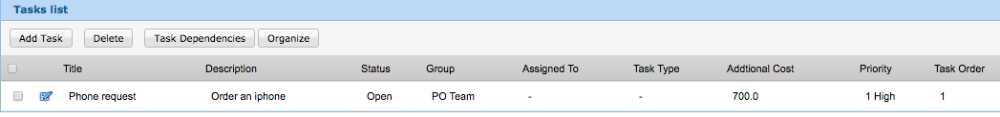 Tasks list
Add Task Delete Task Dependencies Organize
Title Description Status Group Assigned To Task Type Addtional Cost Priority Task Order
Phone request Order an iphone Open PO Team - - 700.0 1 High 1